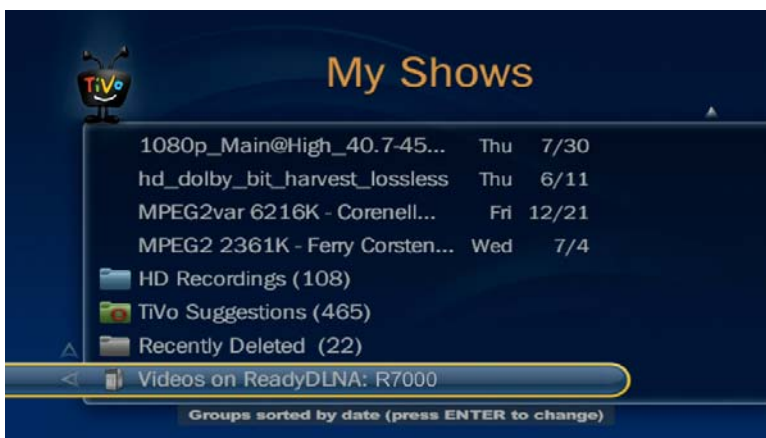 My Shows
TiVo
1080p_Main@High_40.7-45... Thu 7/30
hd_dolby_bit_harvest_lossless Thu 6/11
MPEG2var 6216K - Corenell... Fri 12/21
MPEG2 2361K - Ferry Corsten... Wed 7/4
HD Recordings (108)
TiVo Suggestions (465)
Recently Deleted (22)
Videos on ReadyDLNA: R7000
Groups sorted by date (press ENTER to change)